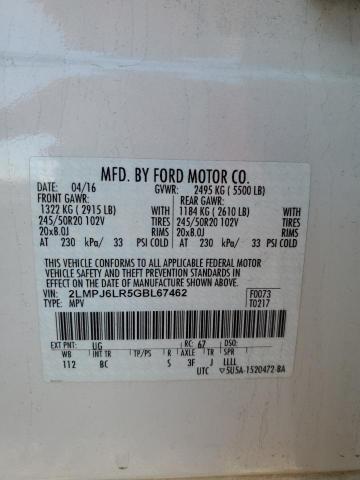 MFD. BY FORD MOTOR CO.
DATE: 04/16 GVWR: 2495 KG ( 5500 LB)
FRONT GAWR: REAR GAWR:
1322 KG ( 2915 LB) WITH 1184 KG ( 2610 LB) WITH
245/50R20 102V TIRES 245/50R20 102V TIRES
20x8.0J RIMS 20x8.0J RIMS
AT 230 kPa/ 33 PSI COLD AT 230 kPa/ 33 PSI COLD
THIS VEHICLE CONFORMS TO ALL APPLICABLE FEDERAL MOTOR
VEHICLE SAFETY AND THEFT PREVENTION STANDARDS IN
EFFECT ON THE DATE OF MANUFACTURE SHOWN ABOVE.
VIN: 2LMPJ6LR5GBL67462 F0073
TYPE: MPV T0217
EXT PNT: UG RC: 67 DSO:
WB INT TR TP/PS R AXLE TR SPR
112 BC S 3F J LLLL
UTC ▽5U5A-1520472-BA